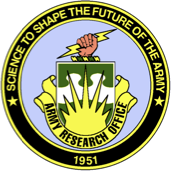 SCIENCE TO SHAPE THE FUTURE OF THE ARMY
ARMY RESEARCH OFFICE
1951